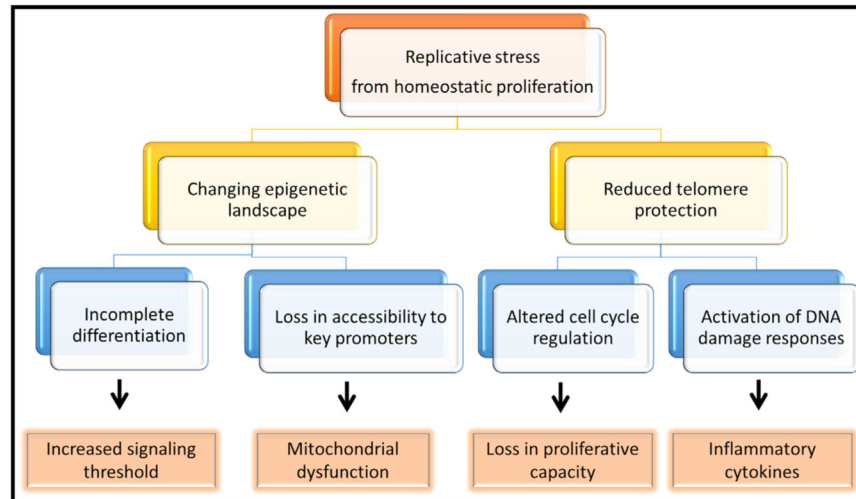 Replicative stress
from homeostatic proliferation
Changing epigenetic
landscape
Reduced telomere
protection
Incomplete
differentiation
Loss in accessibility to
key promoters
Altered cell cycle
regulation
Activation of DNA
damage responses
Increased signaling
threshold
Mitochondrial
dysfunction
Loss in proliferative
capacity
Inflammatory
cytokines